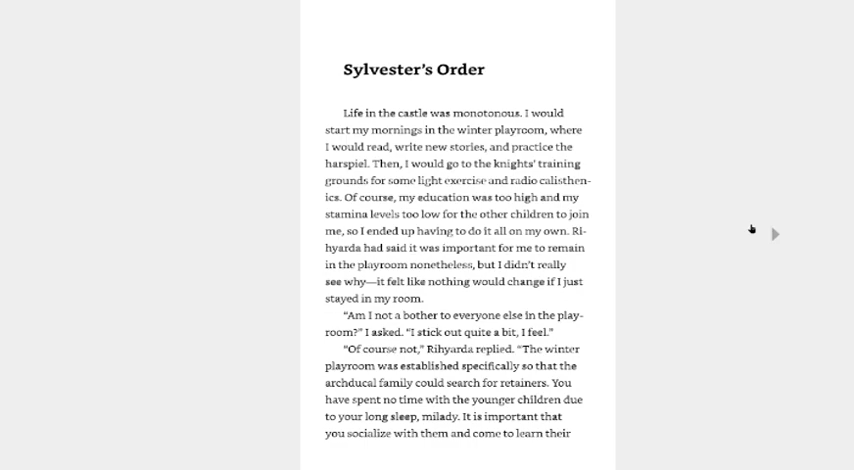 Sylvester’s Order
Life in the castle was monotonous. I would
start my mornings in the winter playroom, where
I would read, write new stories, and practice the
harspiel. Then, I would go to the knights’ training
grounds for some light exercise and radio calisthen-
ics. Of course, my education was too high and my
stamina levels too low for the other children to join
me, so I ended up having to do it all on my own. Ri-
hyarda had said it was important for me to remain
in the playroom nonetheless, but I didn’t really
see why—it felt like nothing would change if I just
stayed in my room.
“Am I not a bother to everyone else in the play-
room?” I asked. “I stick out quite a bit, I feel.”
“Of course not,” Rihyarda replied. “The winter
playroom was established specifically so that the
archducal family could search for retainers. You
have spent no time with the younger children due
to your long sleep, milady. It is important that
you socialize with them and come to learn their